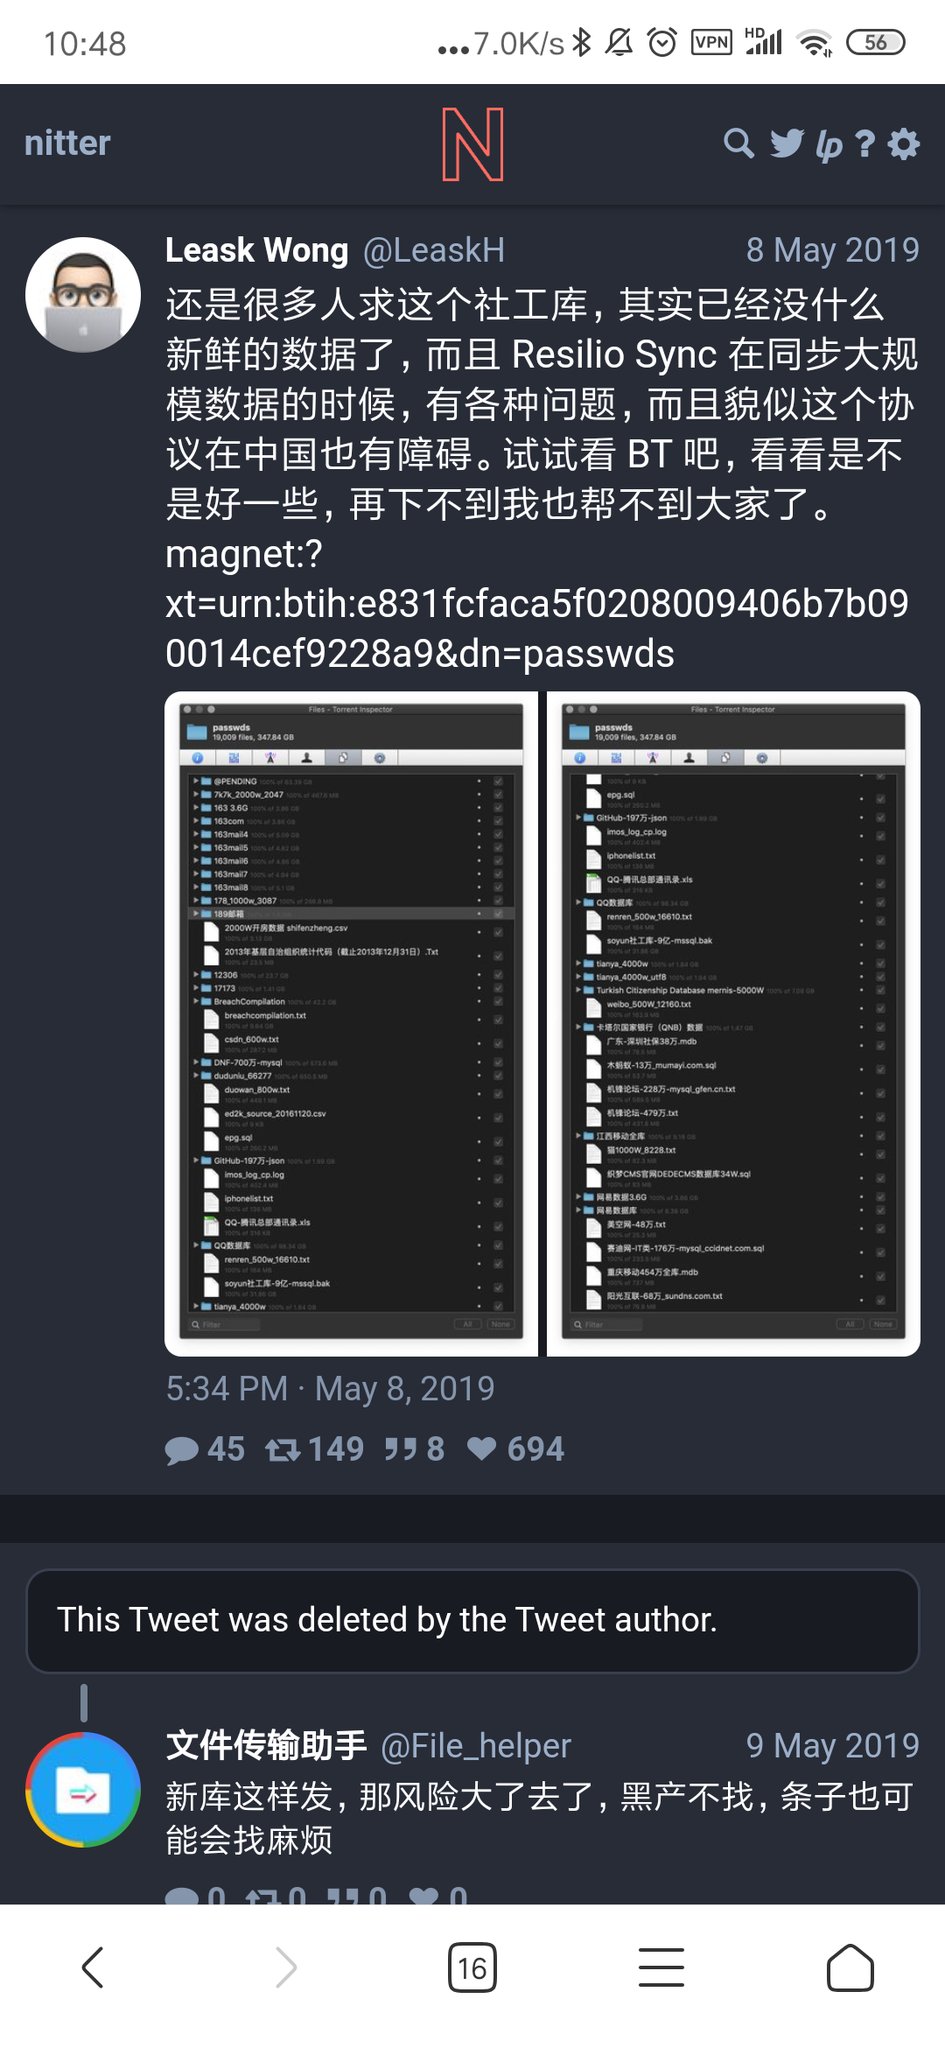 10:48
...7.0K/s
VPN
HD
56
nitter
N
lp ?
Leask Wong @LeaskH 8 May 2019
还是很多人求这个社工库，其实已经没什么
新鲜的数据了，而且 Resilio Sync 在同步大规
模数据的时候，有各种问题，而且貌似这个协
议在中国也有障碍。试试看 BT 吧，看看是不
是好一些，再下不到我也帮不到大家了。
magnet:?
xt=urn:btih:e831fcfaca5f0208009406b7b09
0014cef9228a9&dn=passwds
Files - Torrent Inspector
passwds
19,009 files, 347.84 GB
@PENDING
7k7k_2000w_2047
163 3.6G
163com
163mail4
163mail5
163mail6
163mail7
163mail8
178_1000w_3087
189邮箱
2000W开房数据 shifenzheng.csv
2013年基层自治组织统计代码（截止2013年12月31日）.Txt
12306
17173
BreachCompilation
breachcompilation.txt
csdn_600w.txt
DNF-700万-mysql
duduniu_66277
duowan_800w.txt
ed2k_source_20161120.csv
epg.sql
GitHub-197万-json
imos_log_cp.log
iphonelist.txt
QQ-腾讯总部通讯录.xls
QQ数据库
renren_500w_16610.txt
soyun社工库-9亿-mssql.bak
tianya_4000w
Filter
All None
Files - Torrent Inspector
passwds
19,009 files, 347.84 GB
epg.sql
GitHub-197万-json
imos_log_cp.log
iphonelist.txt
QQ-腾讯总部通讯录.xls
QQ数据库
renren_500w_16610.txt
soyun社工库-9亿-mssql.bak
tianya_4000w
tianya_4000w_utf8
Turkish Citizenship Database mernis-5000W
weibo_500W_12160.txt
卡塔尔国家银行（QNB）数据
广东-深圳社保38万.mdb
木蚂蚁-13万_mumayi.com.sql
机锋论坛-228万-mysql_gfen.cn.txt
机锋论坛-479万.txt
江西移动全库
猫1000W_8228.txt
织梦CMS官网DEDECMS数据库34W.sql
网易数据3.6G
网易数据库
美空网-48万.txt
赛迪网-IT类-176万-mysql_ccidnet.com.sql
重庆移动454万全库.mdb
阳光互联-68万_sundns.com.txt
Filter
All None
5:34 PM · May 8, 2019
45 149 8 694
This Tweet was deleted by the Tweet author.
文件传输助手 @File_helper 9 May 2019
新库这样发，那风险大了去了，黑产不找，条子也可
能会找麻烦
0 0 0 0
16